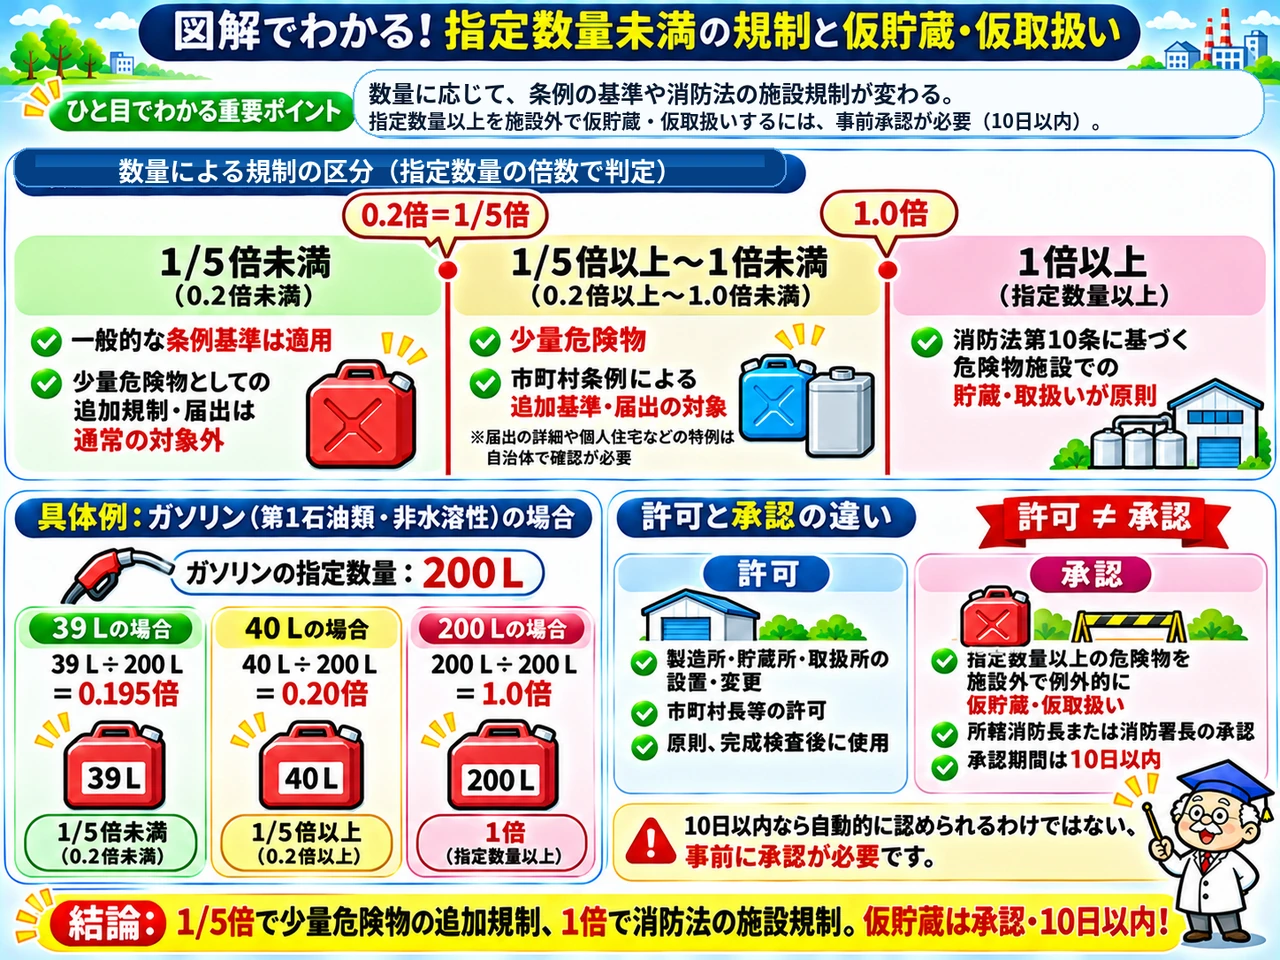 図解でわかる!指定数量未満の規制と仮貯蔵・仮取扱い
ひと目でわかる重要ポイント
数量に応じて、条例の基準や消防法の施設規制が変わる。
指定数量以上を施設外で仮貯蔵・仮取扱いするには、事前承認が必要（10日以内）。
数量による規制の区分（指定数量の倍数で判定）
0.2倍=1/5倍
1.0倍
1/5倍未満
（0.2倍未満）
一般的な条例基準は適用
少量危険物としての
追加規制・届出は
通常の対象外
1/5倍以上～1倍未満
（0.2倍以上～1.0倍未満）
少量危険物
市町村条例による
追加基準・届出の対象
※届出の詳細や個人住宅などの特例は
自治体で確認が必要
1倍以上
（指定数量以上）
消防法第10条に基づく
危険物施設での
貯蔵・取扱いが原則
具体例：ガソリン（第1石油類・非水溶性）の場合
ガソリンの指定数量：200L
39Lの場合
39L÷200L
=0.195倍
39L
1/5倍未満
（0.2倍未満）
40Lの場合
40L÷200L
=0.20倍
40L
1/5倍以上
（0.2倍以上）
200Lの場合
200L÷200L
=1.0倍
200L
1倍
（指定数量以上）
許可と承認の違い
許可≠承認
許可
製造所・貯蔵所・取扱所の
設置・変更
市町村長等の許可
原則、完成検査後に使用
承認
指定数量以上の危険物を
施設外で例外的に
仮貯蔵・仮取扱い
所轄消防長または消防署長の承認
承認期間は10日以内
10日以内なら自動的に認められるわけではない、
事前に承認が必要です。
結論：1/5倍で少量危険物の追加規制、1倍で消防法の施設規制。仮貯蔵は承認・10日以内!